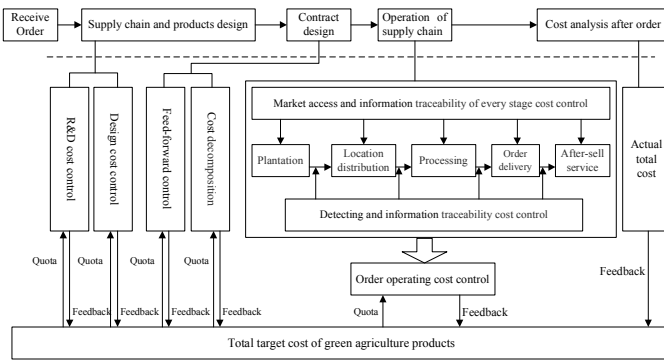 Receive
Order
Supply chain and products design
Contract
design
Operation of
supply chain
Cost analysis after order
R&D cost control
Design cost control
Feed-forward control
Cost decomposition
Market access and information traceability of every stage cost control
Plantation
Location
distribution
Processing
Order
delivery
After-sell
service
Detecting and information traceability cost control
Actual
total
cost
Order operating cost control
Quota
Quota
Quota
Quota
Feedback
Feedback
Feedback
Feedback
Quota
Feedback
Feedback
Total target cost of green agriculture products